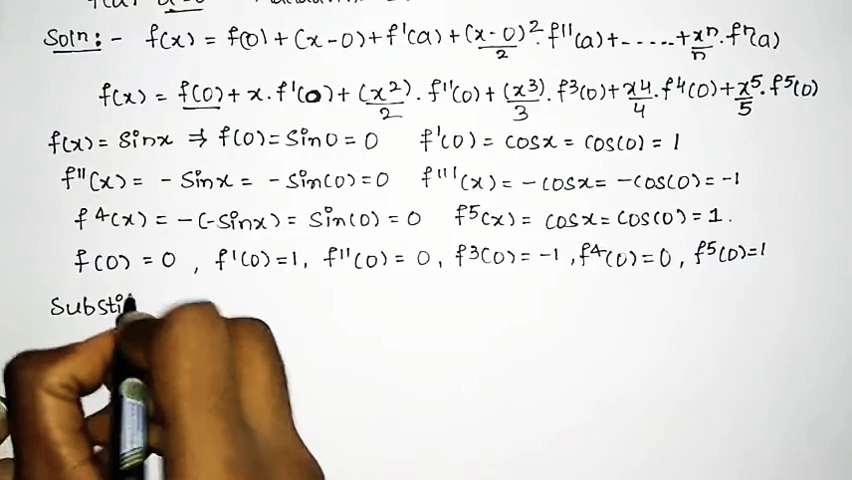 Solⁿ:- f(x) = f(0) + (x-0) + f'(a) + (x-0)²/2 . f''(a) + ----- + xⁿ/n . fⁿ(a)
f(x) = f(0) + x . f'(0) + (x²)/2 . f''(0) + (x³)/3 . f³(0) + x4/4 . f⁴(0) + x⁵/5 . f⁵(0)
f(x) = sinx ⇒ f(0) = sin0 = 0 f'(0) = cosx = cos(0) = 1
f''(x) = - sinx = - sin(0) = 0 f'''(x) = - cosx = - cos(0) = -1
f⁴(x) = -(-sinx) = sin(0) = 0 f⁵(x) = cosx = cos(0) = 1.
f(0) = 0 , f'(0) = 1, f''(0) = 0, f³(0) = -1 , f⁴(0) = 0, f⁵(0) = 1
Substi